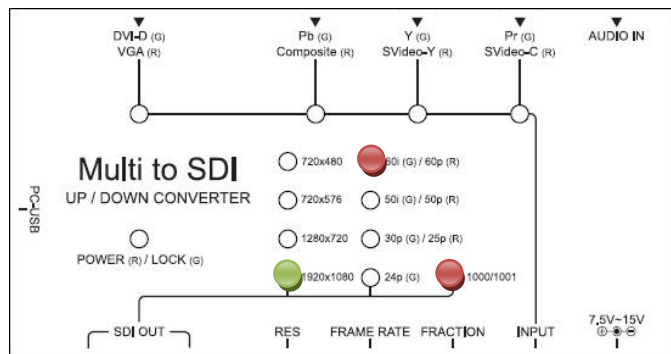 DVI-D (G)
VGA (R)
Pb (G)
Composite (R)
Y (G)
SVideo-Y (R)
Pr (G)
SVideo-C (R)
AUDIO IN
Multi to SDI
UP / DOWN CONVERTER
PC-USB
POWER (R) / LOCK (G)
720x480
60i (G) / 60p (R)
720x576
50i (G) / 50p (R)
1280x720
30p (G) / 25p (R)
1920x1080
24p (G)
1000/1001
SDI OUT
RES
FRAME RATE
FRACTION
INPUT
7.5V~15V